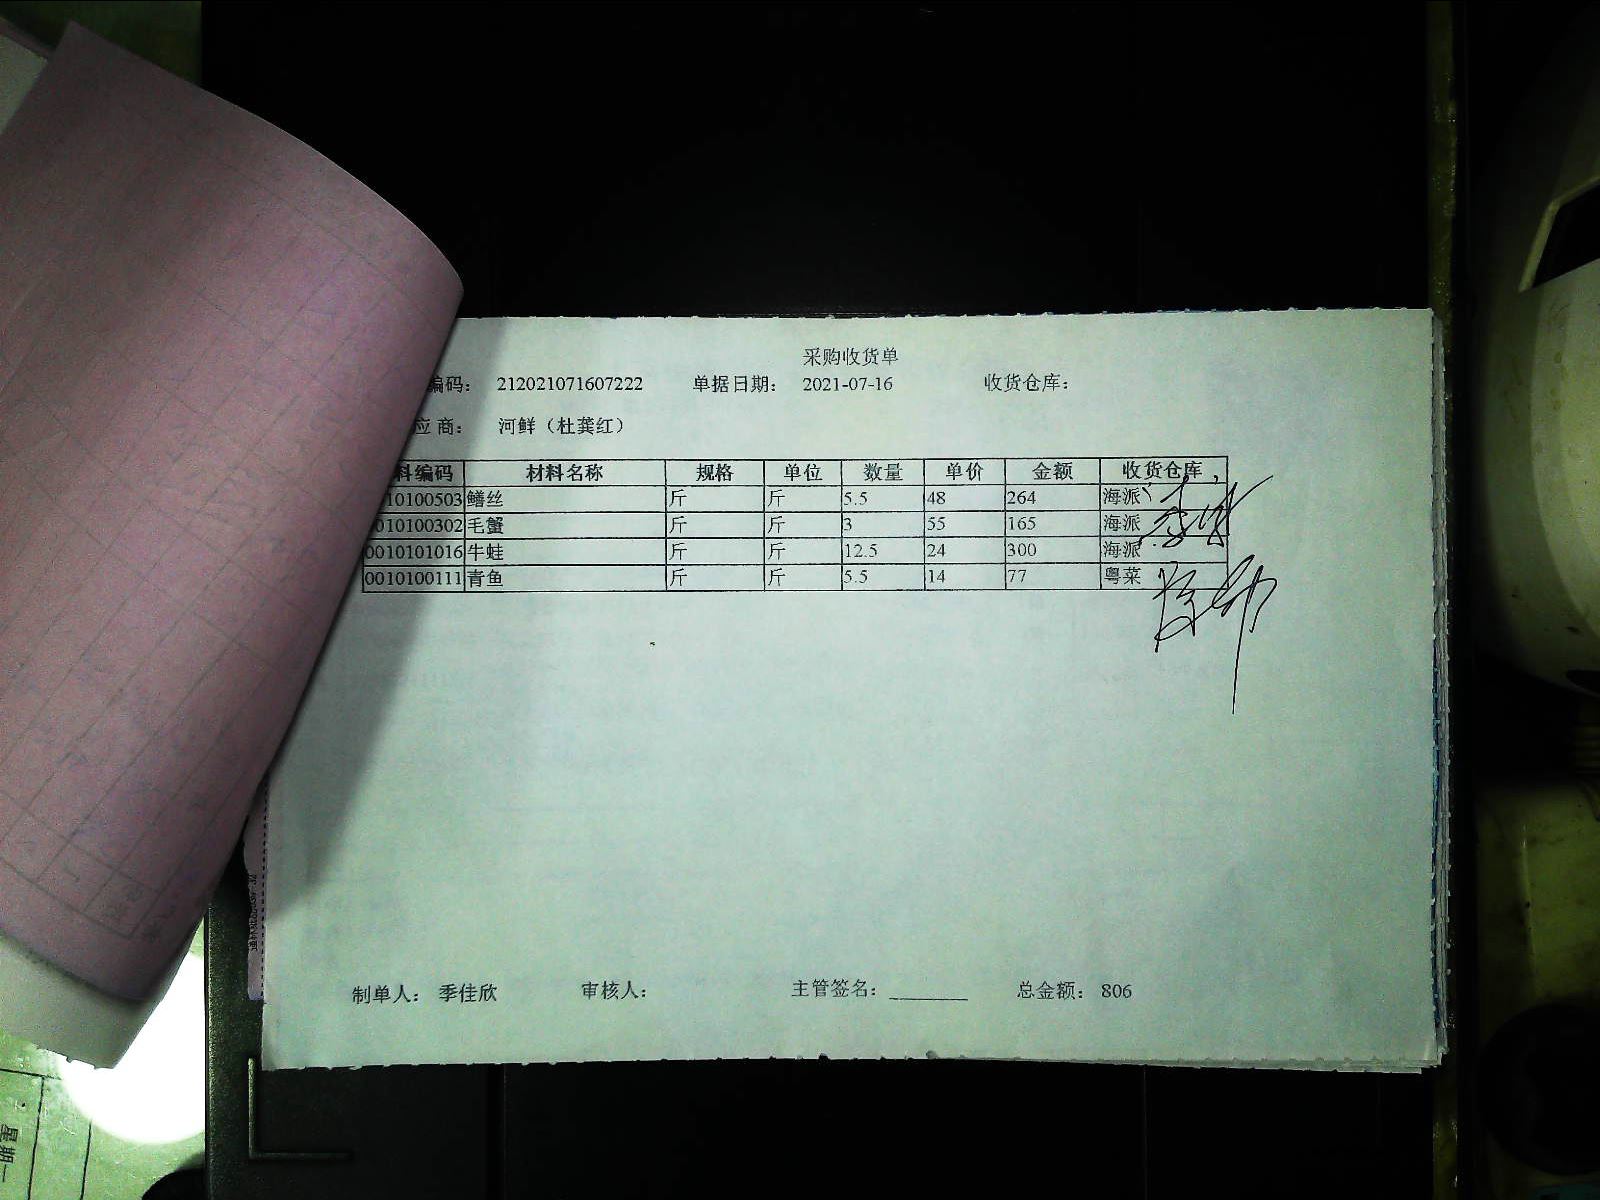 采购收货单
编码： 212021071607222 单据日期： 2021-07-16 收货仓库：
应商： 河鲜（杜龚红）
料编码 材料名称 规格 单位 数量 单价 金额 收货仓库
10100503 鳝丝 斤 斤 5.5 48 264 海派
010100302 毛蟹 斤 斤 3 55 165 海派
0010101016 牛蛙 斤 斤 12.5 24 300 海派
0010100111 青鱼 斤 斤 5.5 14 77 粤菜
制单人： 季佳欣 审核人： 主管签名：________ 总金额： 806
星期一